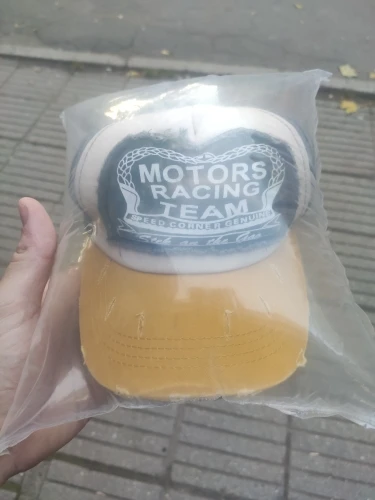 MOTORS
RACING
TEAM
SPEED CORNER GENUINE